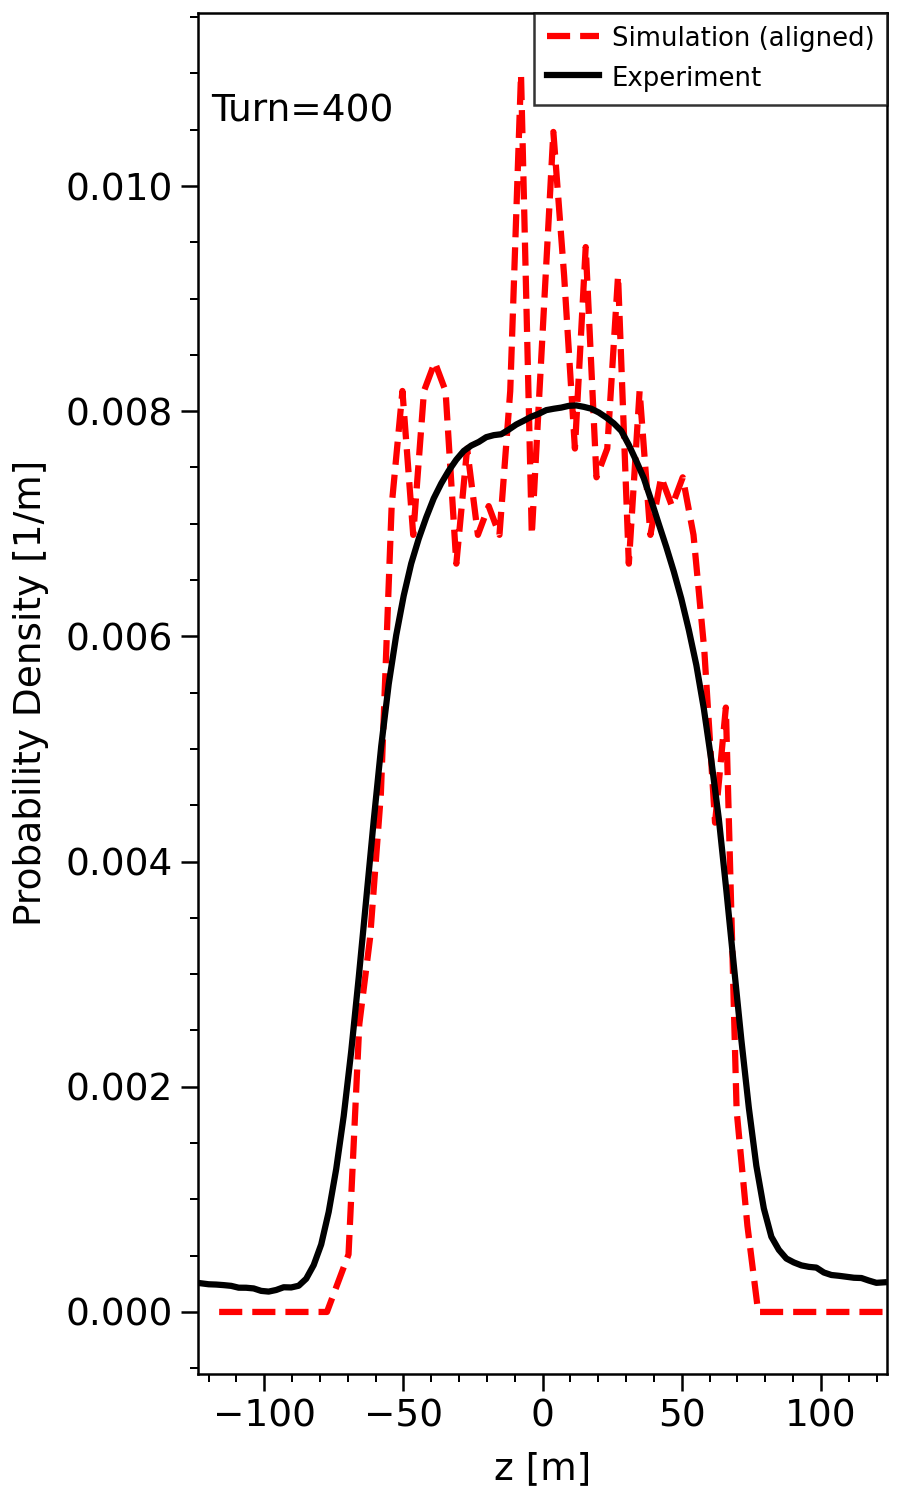 Simulation (aligned)
Experiment
Turn=400
Probability Density [1/m]
0.010
0.008
0.006
0.004
0.002
0.000
−100 −50 0 50 100
z [m]